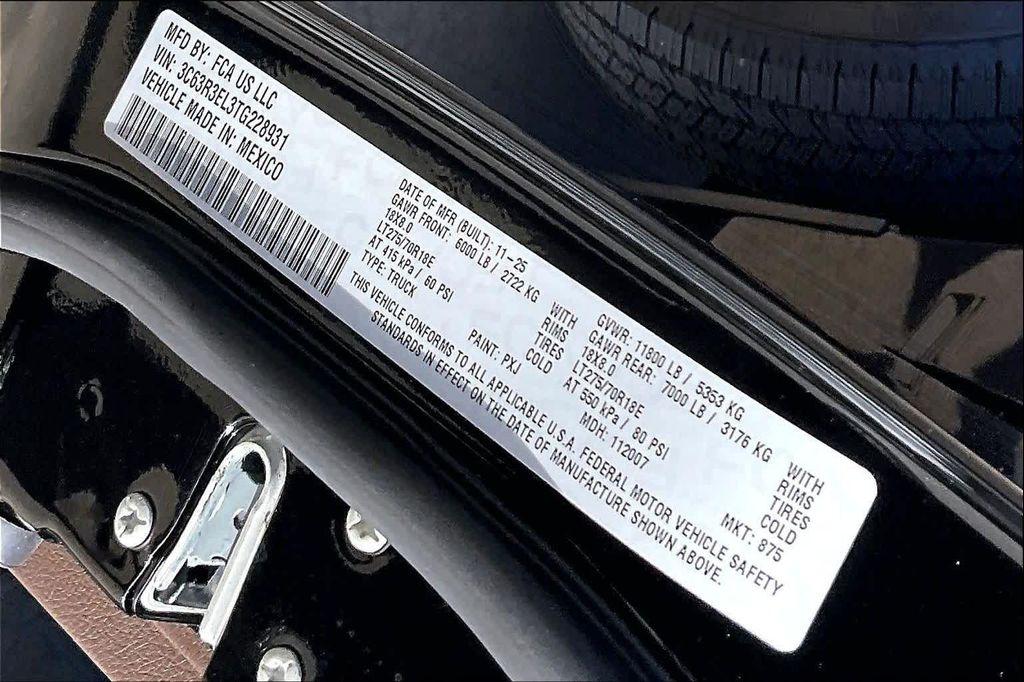 MFD BY: FCA US LLC
VIN: 3C63R3EL3TG228931
VEHICLE MADE IN: MEXICO
DATE OF MFR (BUILT): 11-25 GVWR: 11800 LB / 5353 KG
GAWR FRONT: 6000 LB / 2722 KG WITH GAWR REAR: 7000 LB / 3176 KG WITH
18X8.0 RIMS 18X8.0 RIMS
LT275/70R18E TIRES LT275/70R18E TIRES
AT 415 kPa / 60 PSI COLD AT 550 kPa / 80 PSI COLD
TYPE: TRUCK PAINT: PXJ MDH: 112007 MKT: 875
THIS VEHICLE CONFORMS TO ALL APPLICABLE U.S.A. FEDERAL MOTOR VEHICLE SAFETY
STANDARDS IN EFFECT ON THE DATE OF MANUFACTURE SHOWN ABOVE.